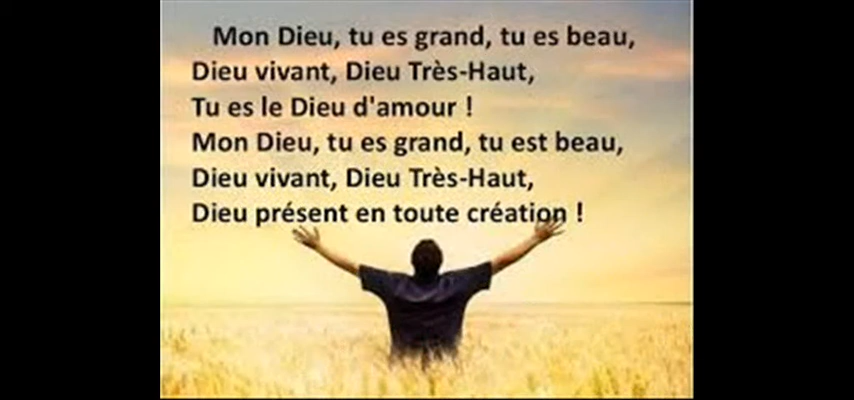 Mon Dieu, tu es grand, tu es beau,
Dieu vivant, Dieu Très-Haut,
Tu es le Dieu d'amour !
Mon Dieu, tu es grand, tu est beau,
Dieu vivant, Dieu Très-Haut,
Dieu présent en toute création !